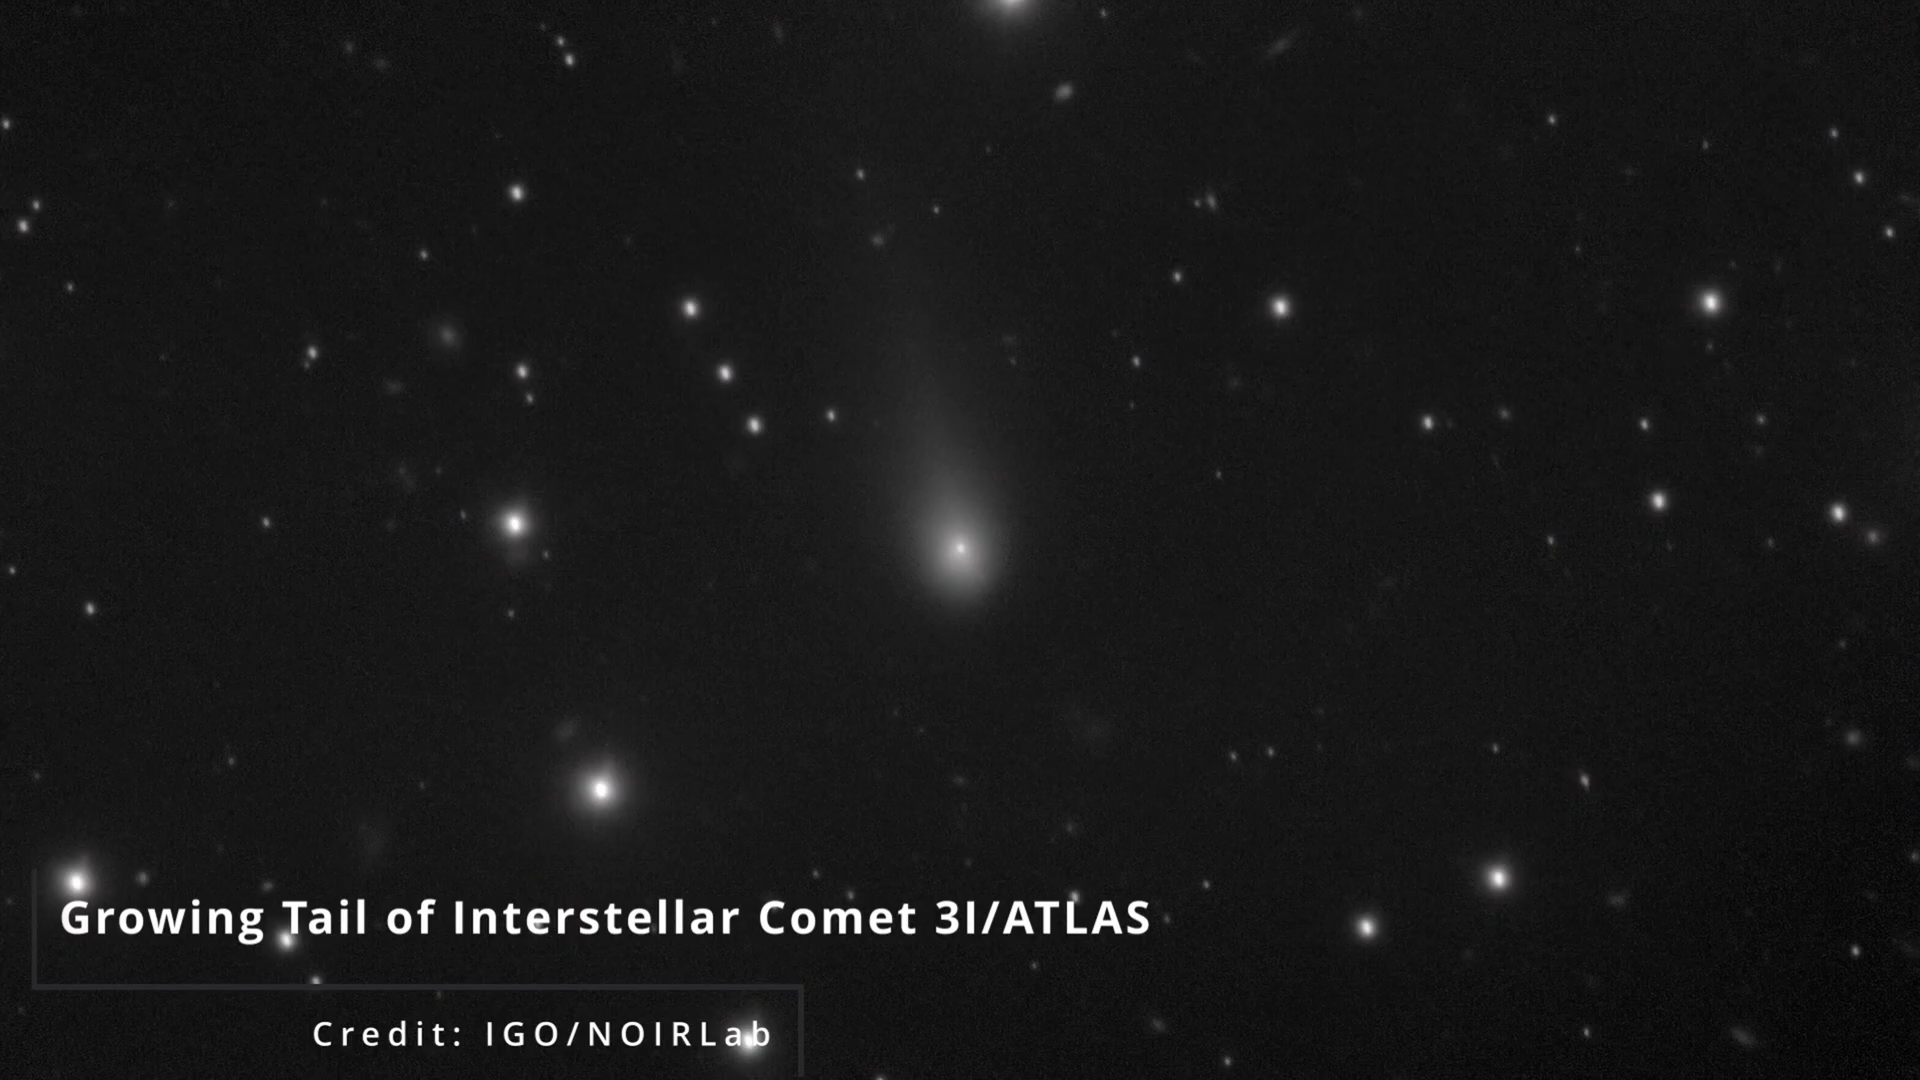 Growing Tail of Interstellar Comet 3I/ATLAS
Credit: IGO/NOIRLab